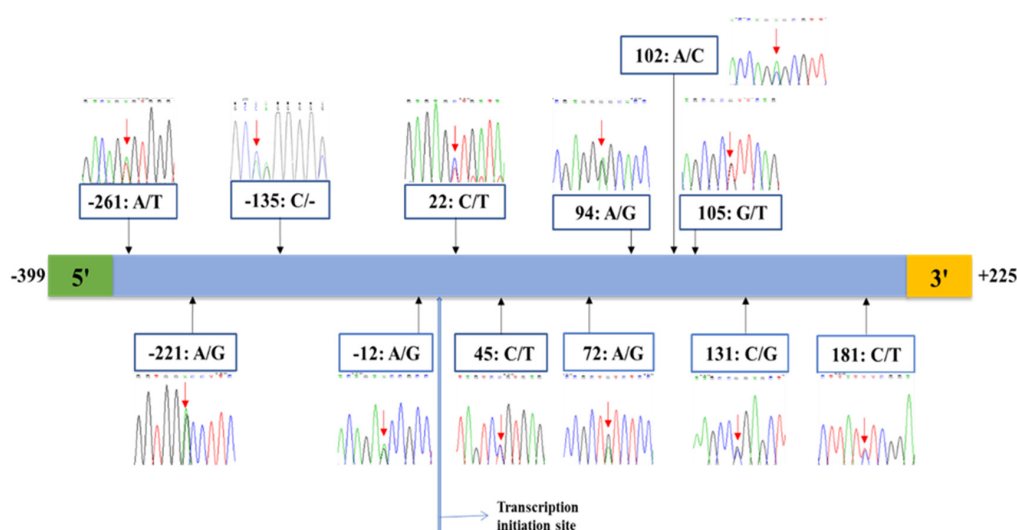 102: A/C
-261: A/T
-135: C/-
22: C/T
94: A/G
105: G/T
-399
5'
3'
+225
-221: A/G
-12: A/G
45: C/T
72: A/G
131: C/G
181: C/T
Transcription
initiation site